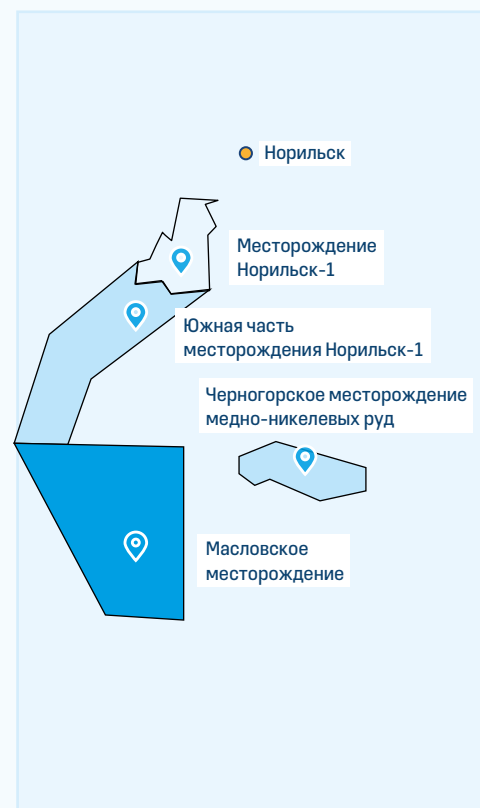 Норильск
Месторождение
Норильск-1
Южная часть
месторождения Норильск-1
Черногорское месторождение
медно-никелевых руд
Масловское
месторождение